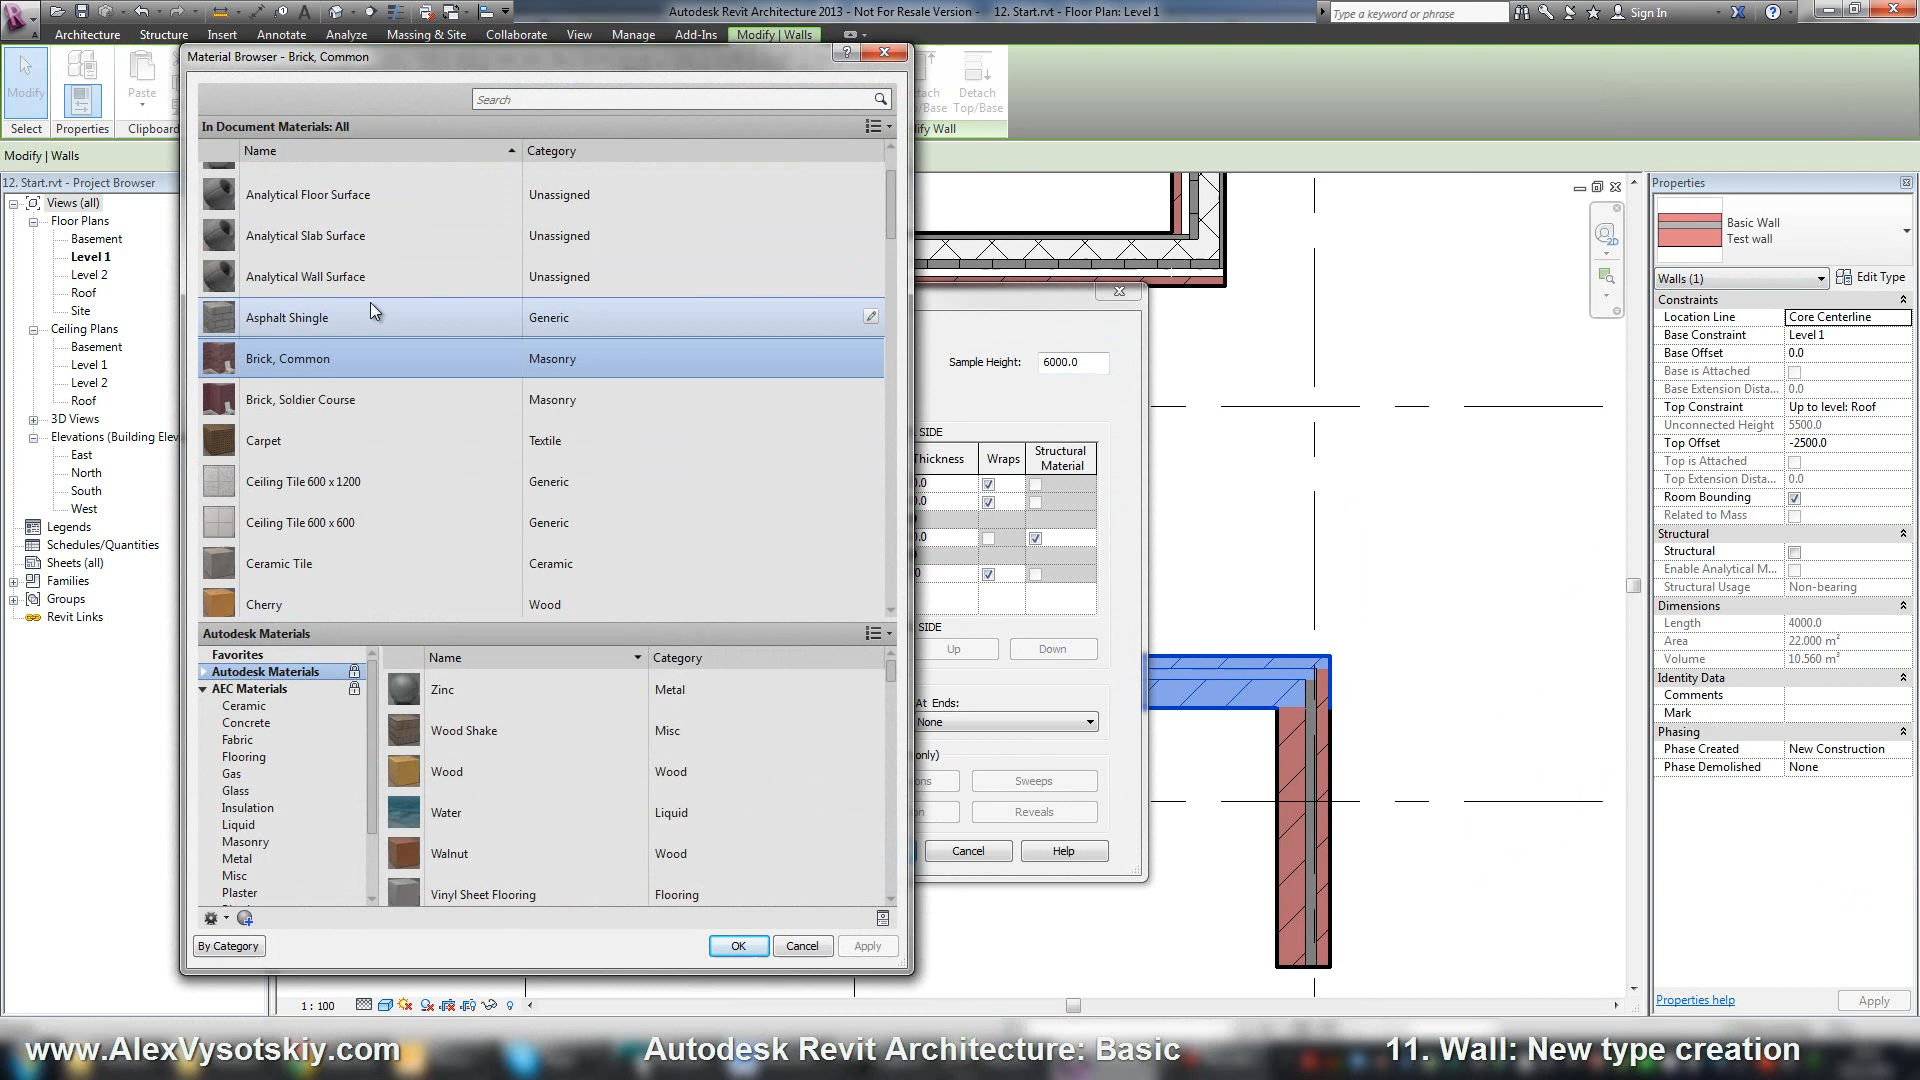 Autodesk Revit Architecture 2013 - Not For Resale Version - 12. Start.rvt - Floor Plan: Level 1
Type a keyword or phrase
Sign In
Architecture Structure Insert Annotate Analyze Massing & Site Collaborate View Manage Add-Ins Modify | Walls
Material Browser - Brick, Common
Modify
Paste
Detach
Top/Base
Select Properties Clipboard
Modify | Walls
12. Start.rvt - Project Browser
Views (all)
Floor Plans
Basement
Level 1
Level 2
Roof
Site
Ceiling Plans
Basement
Level 1
Level 2
Roof
3D Views
Elevations (Building Elev
East
North
South
West
Legends
Schedules/Quantities
Sheets (all)
Families
Groups
Revit Links
Search
In Document Materials: All
Name Category
Analytical Floor Surface Unassigned
Analytical Slab Surface Unassigned
Analytical Wall Surface Unassigned
Asphalt Shingle Generic
Brick, Common Masonry
Brick, Soldier Course Masonry
Carpet Textile
Ceiling Tile 600 x 1200 Generic
Ceiling Tile 600 x 600 Generic
Ceramic Tile Ceramic
Cherry Wood
Autodesk Materials
Favorites
Autodesk Materials
AEC Materials
Ceramic
Concrete
Fabric
Flooring
Gas
Glass
Insulation
Liquid
Masonry
Metal
Misc
Plaster
Name Category
Zinc Metal
Wood Shake Misc
Wood Wood
Water Liquid
Walnut Wood
Vinyl Sheet Flooring Flooring
By Category
OK
Cancel
Apply
Sample Height: 6000.0
SIDE
Thickness Wraps Structural Material
SIDE
Up Down
At Ends:
None
only)
Sweeps
Reveals
Cancel Help
Properties
Basic Wall
Test wall
Walls (1) Edit Type
Constraints
Location Line Core Centerline
Base Constraint Level 1
Base Offset 0.0
Base is Attached
Base Extension Dista... 0.0
Top Constraint Up to level: Roof
Unconnected Height 5500.0
Top Offset -2500.0
Top is Attached
Top Extension Distan... 0.0
Room Bounding
Related to Mass
Structural
Structural
Enable Analytical M...
Structural Usage Non-bearing
Dimensions
Length 4000.0
Area 22.000 m²
Volume 10.560 m³
Identity Data
Comments
Mark
Phasing
Phase Created New Construction
Phase Demolished None
Properties help
Apply
1 : 100
www.AlexVysotskiy.com
Autodesk Revit Architecture: Basic
11. Wall: New type creation